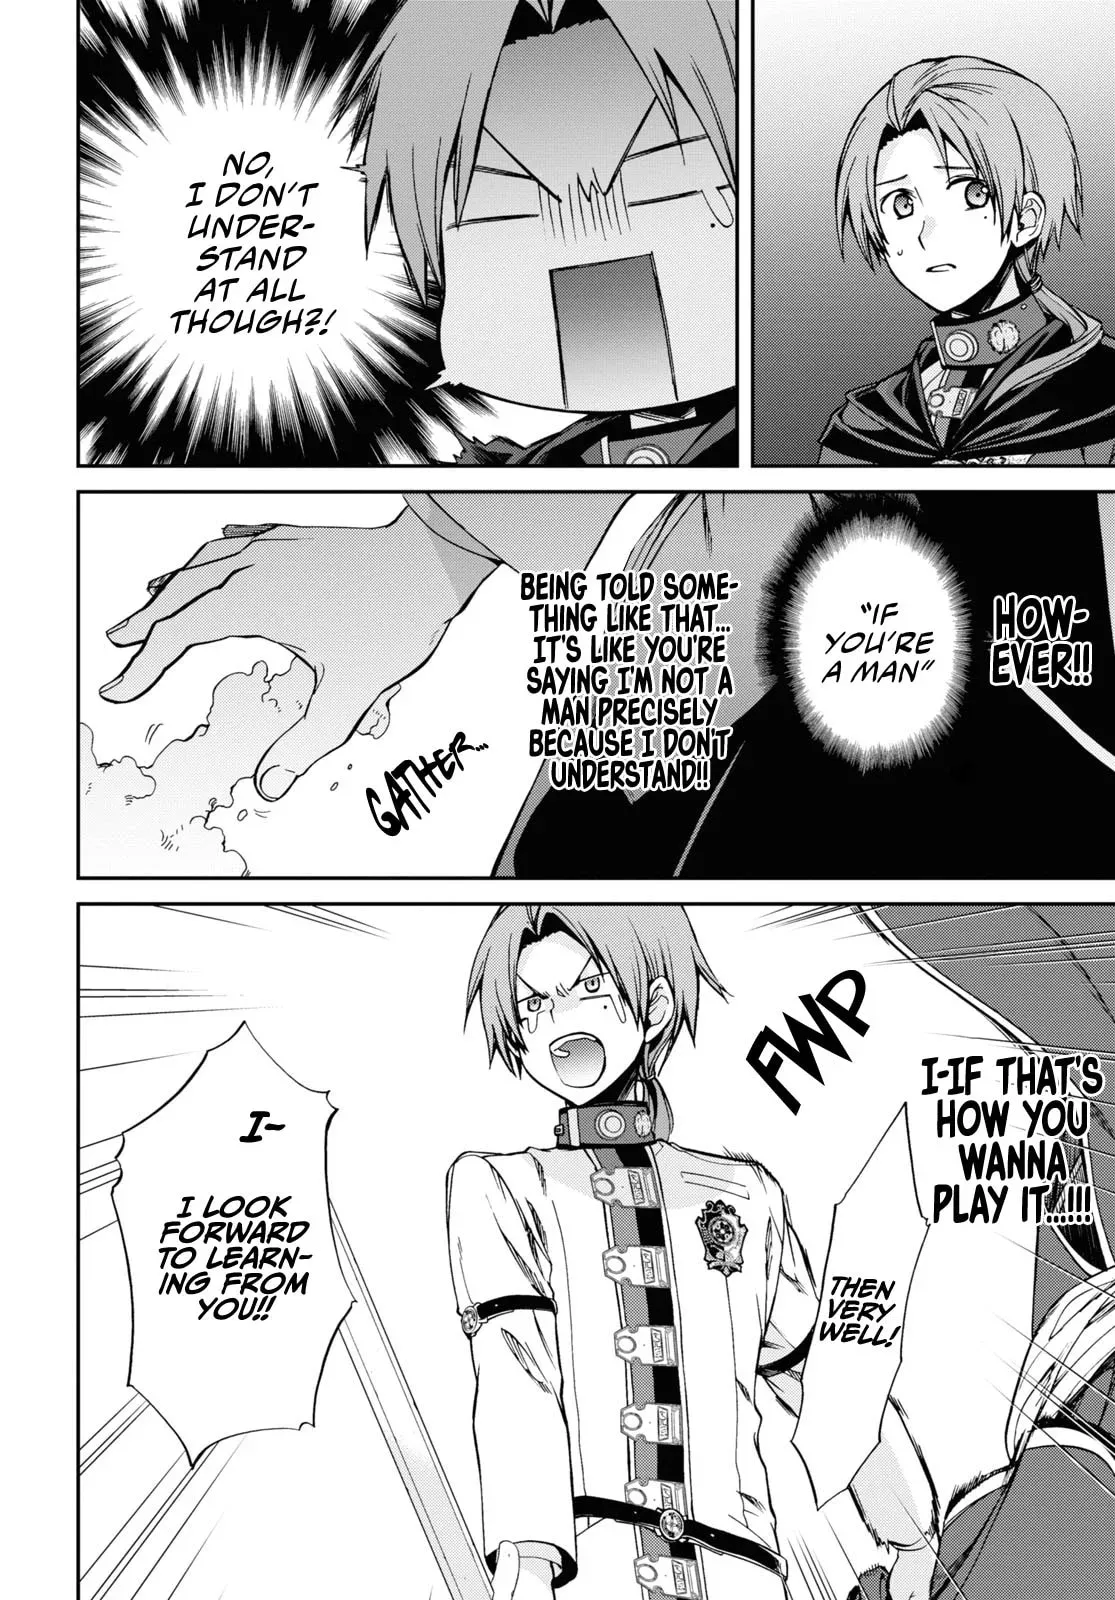 NO,
I DON'T
UNDER-
STAND
AT ALL
THOUGH?!
HOW-
EVER!!
"IF
YOU'RE
A MAN"
BEING TOLD SOME-
THING LIKE THAT...
IT'S LIKE YOU'RE
SAYING I'M NOT A
MAN PRECISELY
BECAUSE I DON'T
UNDERSTAND!!
GATHER...
I-IF THAT'S
HOW YOU
WANNA
PLAY IT...!!!
FWP
THEN
VERY
WELL!
I-
I LOOK
FORWARD
TO LEARN-
ING FROM
YOU!!